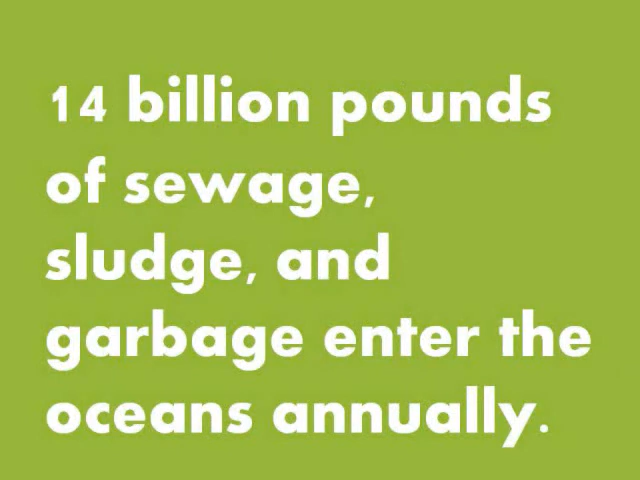 14 billion pounds
of sewage,
sludge, and
garbage enter the
oceans annually.